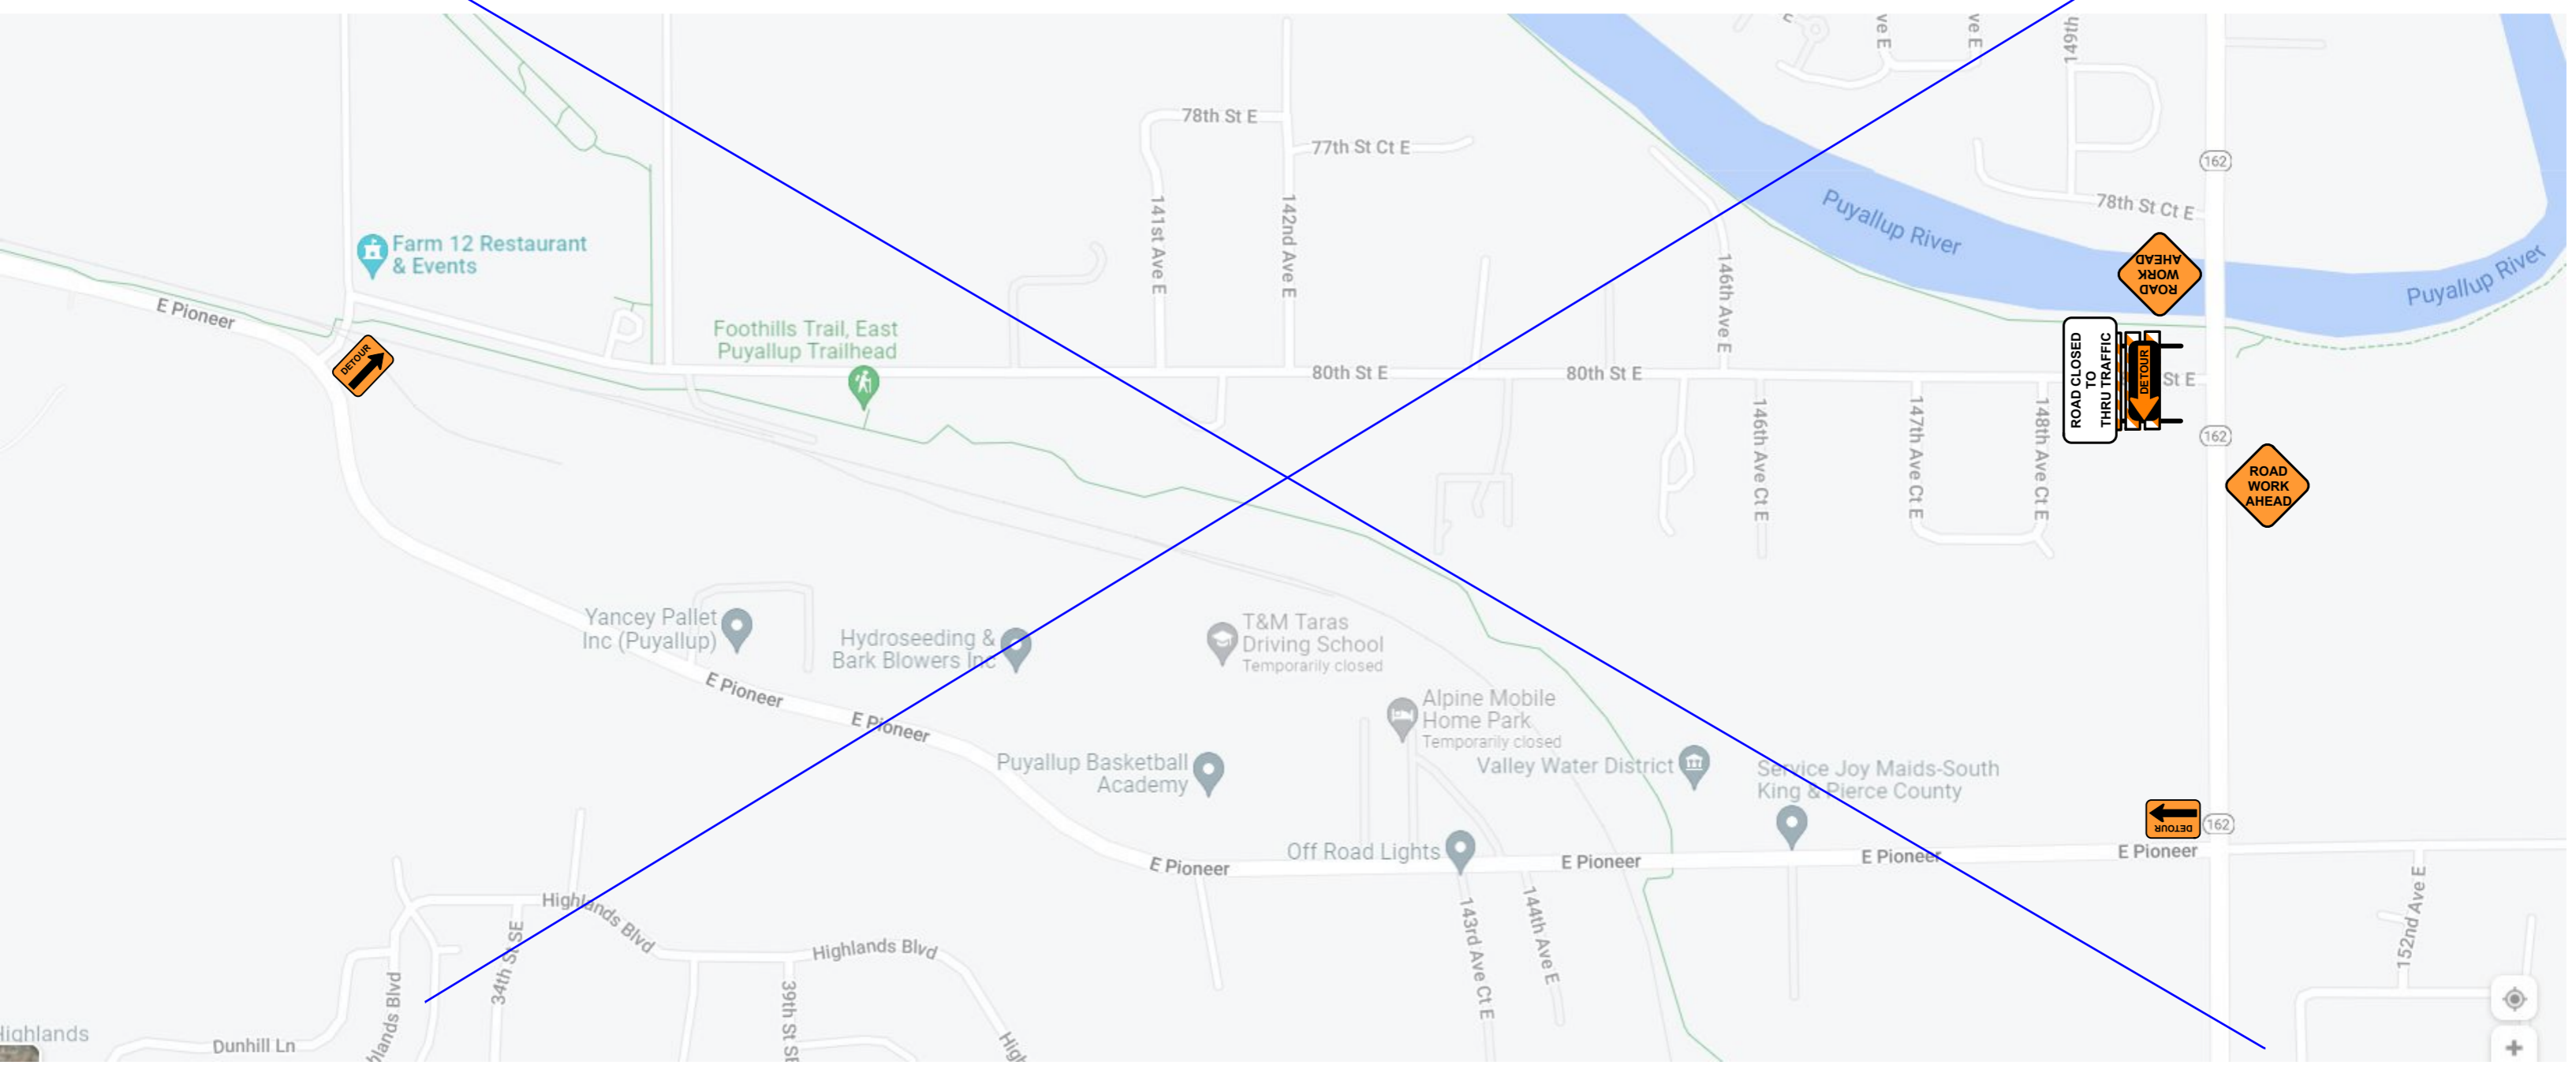 ve E
ve E
149th
78th St E
77th St Ct E
162
Puyallup River
78th St Ct E
141st Ave E
142nd Ave E
Farm 12 Restaurant
& Events
146th Ave E
ROAD
WORK
AHEAD
Puyallup River
E Pioneer
Foothills Trail, East
Puyallup Trailhead
DETOUR
80th St E
80th St E
ROAD CLOSED
TO
THRU TRAFFIC
DETOUR
St E
146th Ave Ct E
147th Ave Ct E
148th Ave Ct E
162
ROAD
WORK
AHEAD
Yancey Pallet
Inc (Puyallup)
Hydroseeding &
Bark Blowers Inc
T&M Taras
Driving School
Temporarily closed
E Pioneer
E Pioneer
Alpine Mobile
Home Park
Temporarily closed
Puyallup Basketball
Academy
Valley Water District
Service Joy Maids-South
King & Pierce County
DETOUR
162
Off Road Lights
E Pioneer
E Pioneer
E Pioneer
E Pioneer
Highlands Blvd
Highlands Blvd
34th St SE
143rd Ave Ct E
144th Ave E
152nd Ave E
hlands Blvd
39th St SE
Highlands
Dunhill Ln
High